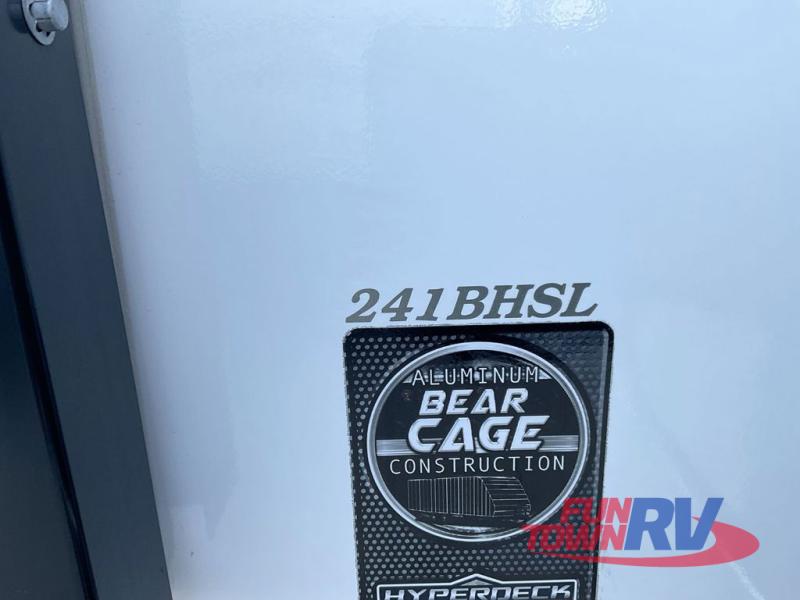 241BHSL
ALUMINUM
BEAR
CAGE
CONSTRUCTION
FUN
TOWN RV
HYPERDECK